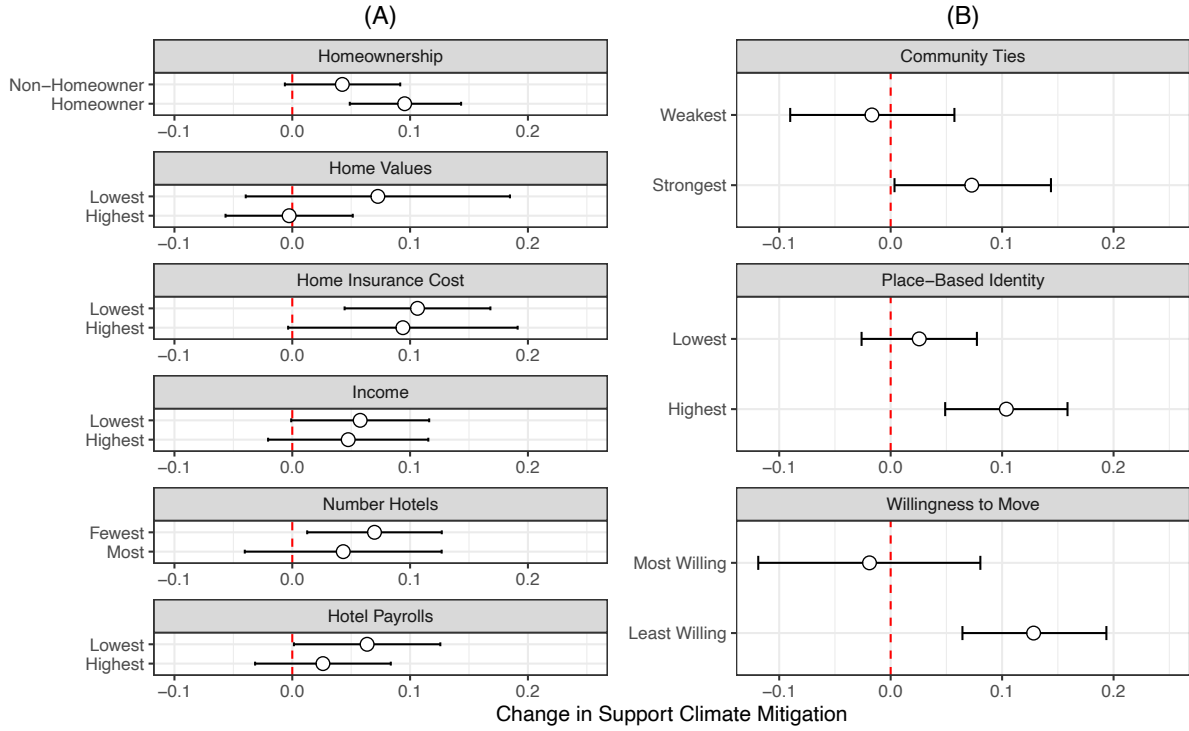 (A)
Homeownership
Non−Homeowner
Homeowner
−0.1 0.0 0.1 0.2
Home Values
Lowest
Highest
−0.1 0.0 0.1 0.2
Home Insurance Cost
Lowest
Highest
−0.1 0.0 0.1 0.2
Income
Lowest
Highest
−0.1 0.0 0.1 0.2
Number Hotels
Fewest
Most
−0.1 0.0 0.1 0.2
Hotel Payrolls
Lowest
Highest
−0.1 0.0 0.1 0.2
(B)
Community Ties
Weakest
Strongest
−0.1 0.0 0.1 0.2
Place−Based Identity
Lowest
Highest
−0.1 0.0 0.1 0.2
Willingness to Move
Most Willing
Least Willing
−0.1 0.0 0.1 0.2
Change in Support Climate Mitigation